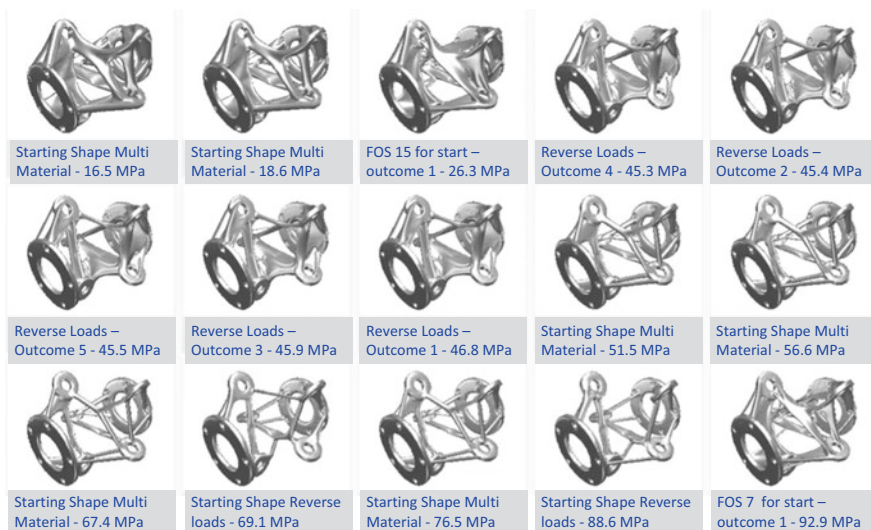 Starting Shape Multi
Material - 16.5 MPa
Starting Shape Multi
Material - 18.6 MPa
FOS 15 for start –
outcome 1 - 26.3 MPa
Reverse Loads –
Outcome 4 - 45.3 MPa
Reverse Loads –
Outcome 2 - 45.4 MPa
Reverse Loads –
Outcome 5 - 45.5 MPa
Reverse Loads –
Outcome 3 - 45.9 MPa
Reverse Loads –
Outcome 1 - 46.8 MPa
Starting Shape Multi
Material - 51.5 MPa
Starting Shape Multi
Material - 56.6 MPa
Starting Shape Multi
Material - 67.4 MPa
Starting Shape Reverse
loads - 69.1 MPa
Starting Shape Multi
Material - 76.5 MPa
Starting Shape Reverse
loads - 88.6 MPa
FOS 7 for start –
outcome 1 - 92.9 MPa